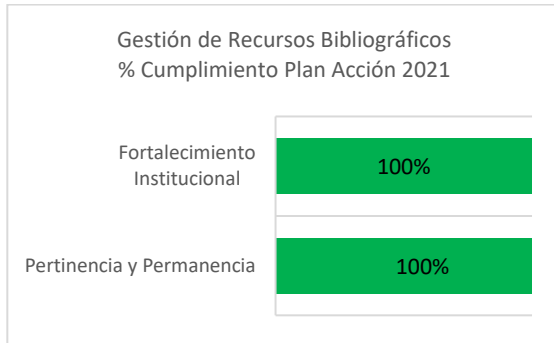 Gestión de Recursos Bibliográficos
% Cumplimiento Plan Acción 2021
Fortalecimiento
Institucional
100%
Pertinencia y Permanencia
100%